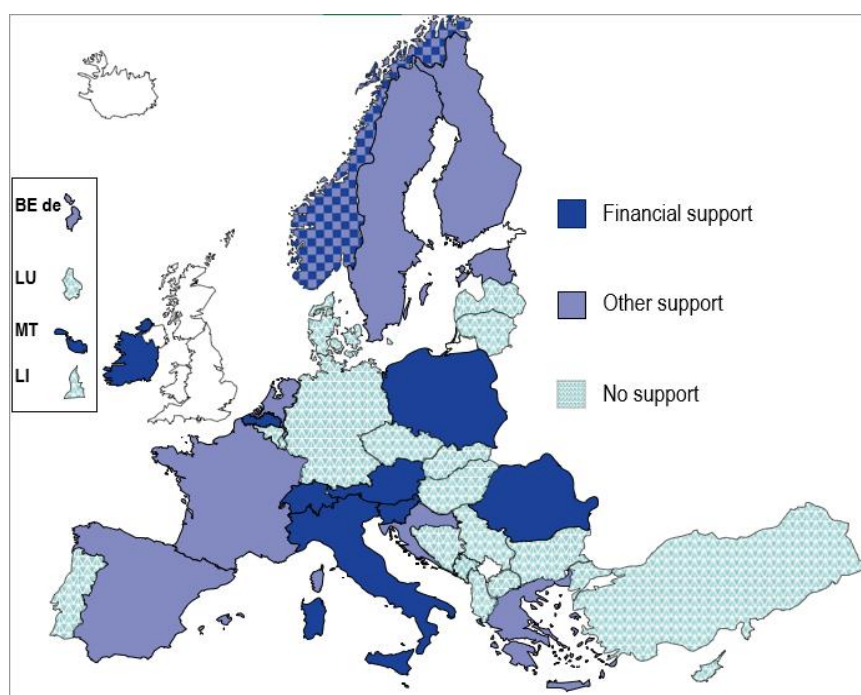 BE de
LU
MT
LI
Financial support
Other support
No support